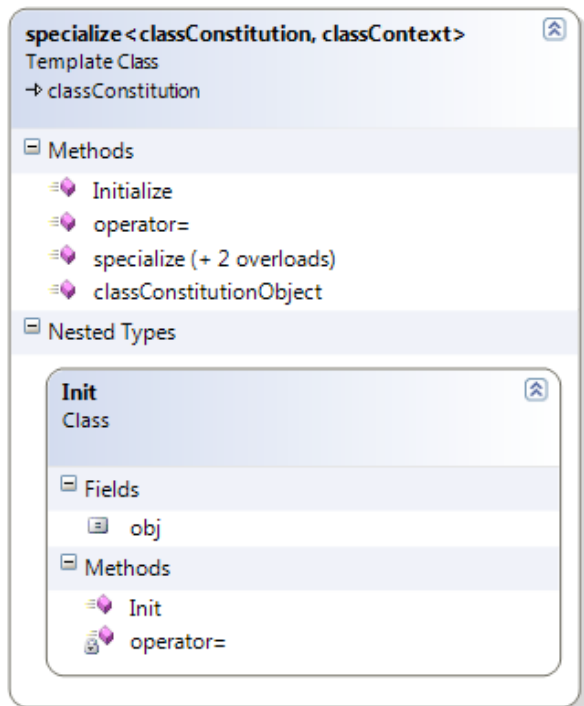 specialize<classConstitution, classContext>
Template Class
classConstitution
Methods
Initialize
operator=
specialize (+ 2 overloads)
classConstitutionObject
Nested Types
Init
Class
Fields
obj
Methods
Init
operator=